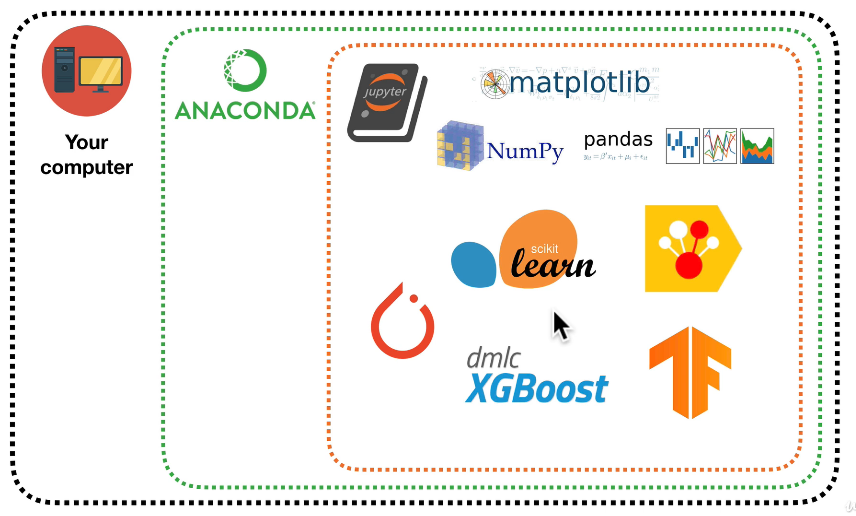 Your
computer
ANACONDA
jupyter
matplotlib
NumPy
pandas
scikit
learn
dmlc
XGBoost